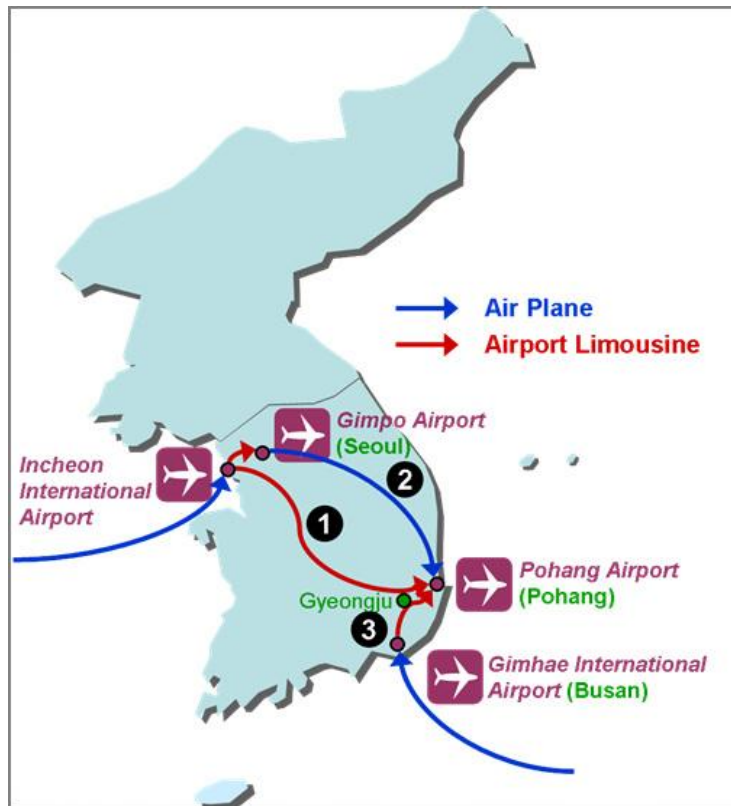 Air Plane
Airport Limousine
Gimpo Airport
(Seoul)
Incheon
International
Airport
2
1
Pohang Airport
(Pohang)
Gyeongju
3
Gimhae International
Airport (Busan)